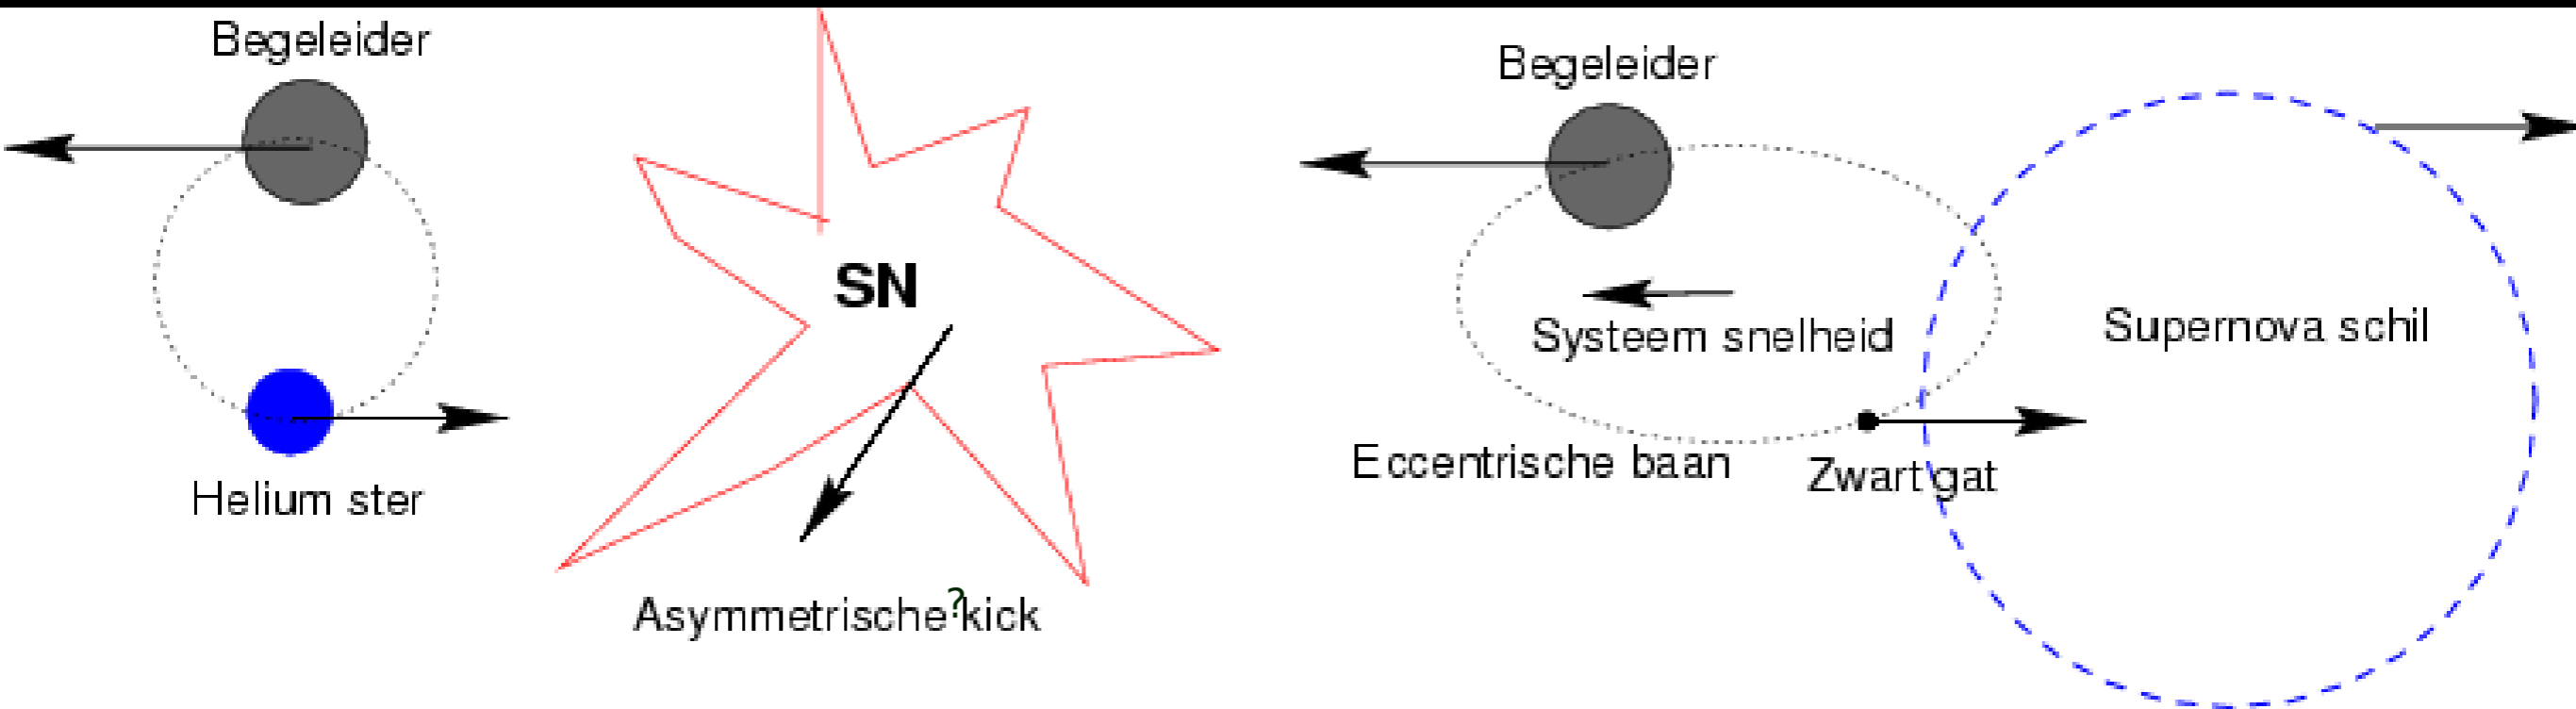 Begeleider
Helium ster
SN
Asymmetrische?kick
Begeleider
Systeem snelheid
Eccentrische baan
Zwart gat
Supernova schil